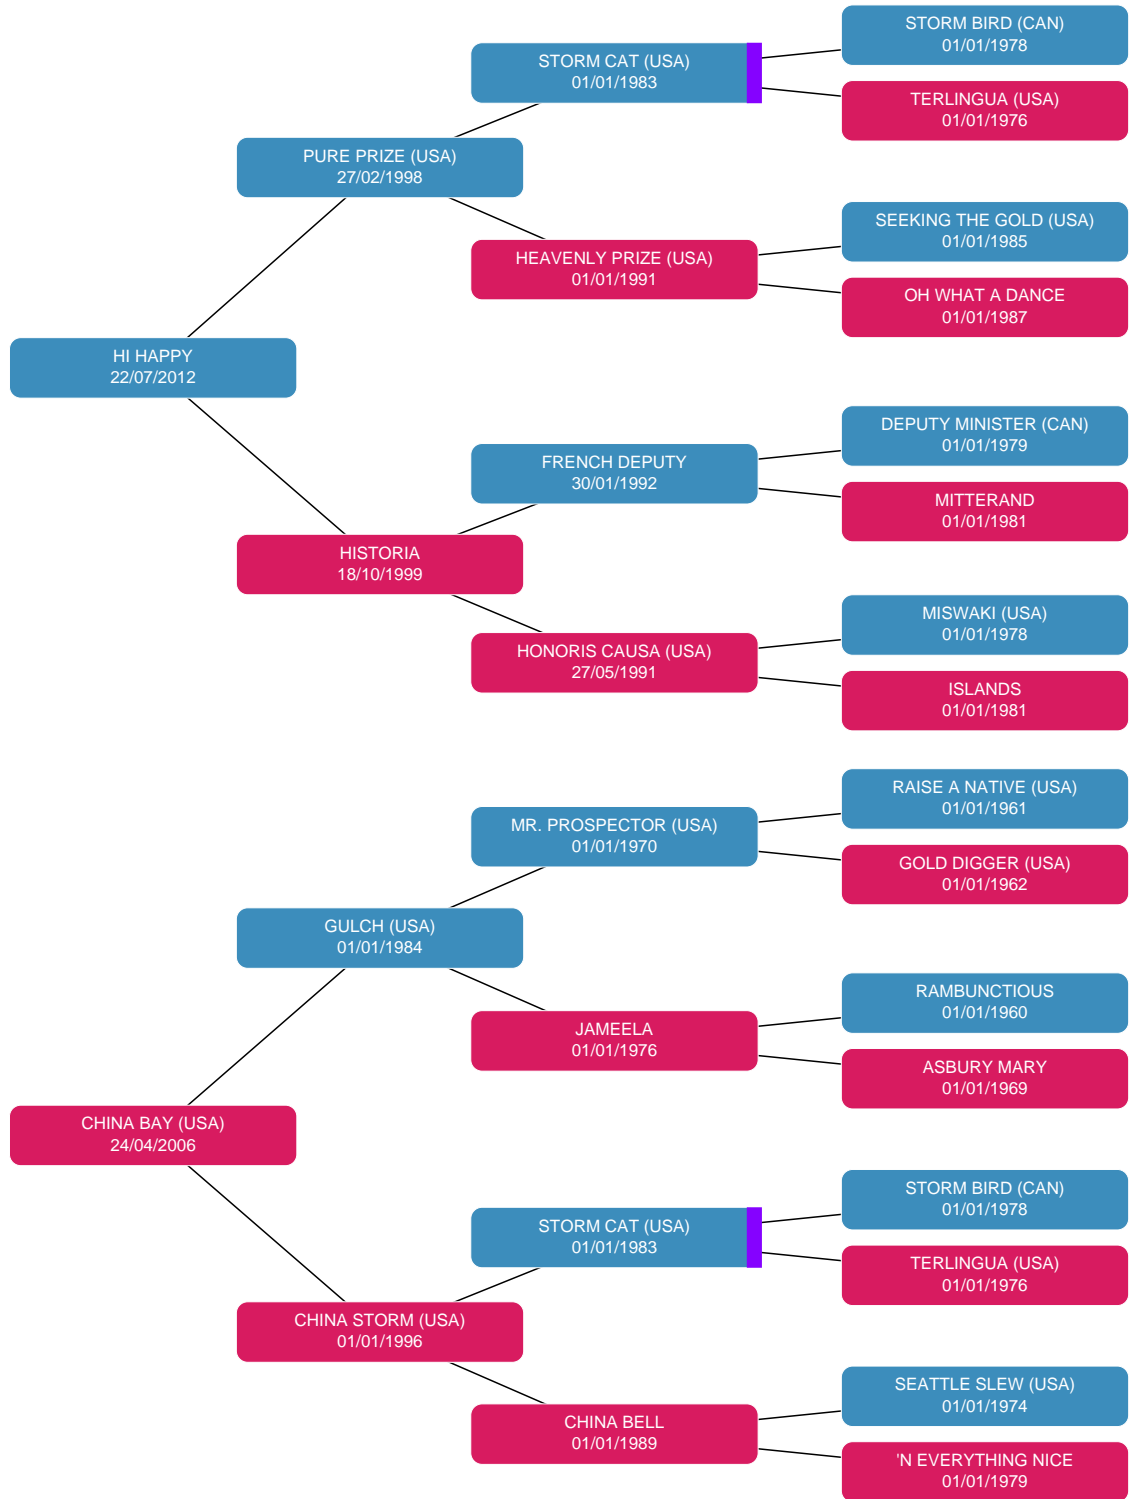 STORM BIRD (CAN)
01/01/1978
STORM CAT (USA)
01/01/1983
TERLINGUA (USA)
01/01/1976
PURE PRIZE (USA)
27/02/1998
SEEKING THE GOLD (USA)
01/01/1985
HEAVENLY PRIZE (USA)
01/01/1991
OH WHAT A DANCE
01/01/1987
HI HAPPY
22/07/2012
DEPUTY MINISTER (CAN)
01/01/1979
FRENCH DEPUTY
30/01/1992
MITTERAND
01/01/1981
HISTORIA
18/10/1999
MISWAKI (USA)
01/01/1978
HONORIS CAUSA (USA)
27/05/1991
ISLANDS
01/01/1981
RAISE A NATIVE (USA)
01/01/1961
MR. PROSPECTOR (USA)
01/01/1970
GOLD DIGGER (USA)
01/01/1962
GULCH (USA)
01/01/1984
RAMBUNCTIOUS
01/01/1960
JAMEELA
01/01/1976
ASBURY MARY
01/01/1969
CHINA BAY (USA)
24/04/2006
STORM BIRD (CAN)
01/01/1978
STORM CAT (USA)
01/01/1983
TERLINGUA (USA)
01/01/1976
CHINA STORM (USA)
01/01/1996
SEATTLE SLEW (USA)
01/01/1974
CHINA BELL
01/01/1989
'N EVERYTHING NICE
01/01/1979